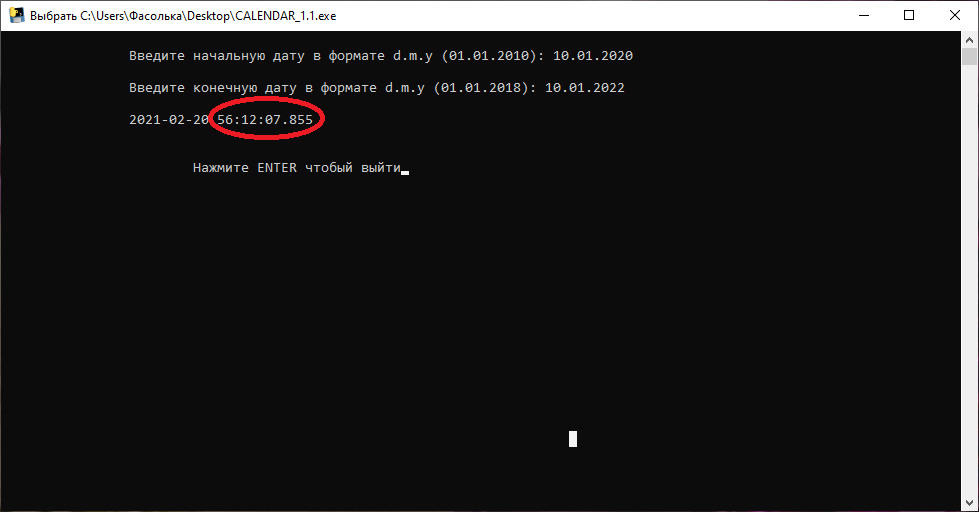 Выбрать C:\Users\Фасолька\Desktop\CALENDAR_1.1.exe
Введите начальную дату в формате d.m.y (01.01.2010): 10.01.2020
Введите конечную дату в формате d.m.y (01.01.2018): 10.01.2022
2021-02-20 56:12:07.855
Нажмите ENTER чтобый выйти